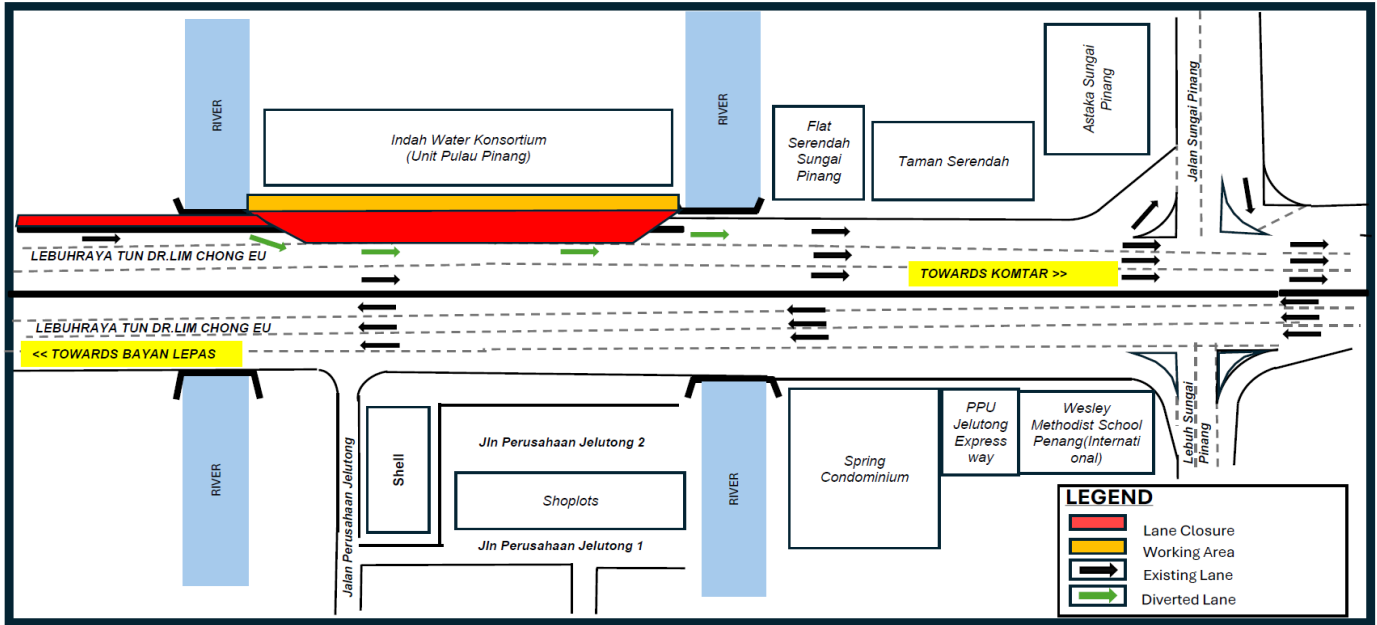 RIVER
RIVER
Indah Water Konsortium
(Unit Pulau Pinang)
Flat
Serendah
Sungai
Pinang
Taman Serendah
Astaka Sungai
Pinang
Jalan Sungai Pinang
LEBUHRAYA TUN DR.LIM CHONG EU
TOWARDS KOMTAR >>
LEBUHRAYA TUN DR.LIM CHONG EU
<< TOWARDS BAYAN LEPAS
RIVER
Jalan Perusahaan Jelutong
Shell
Jln Perusahaan Jelutong 2
Shoplots
Jln Perusahaan Jelutong 1
RIVER
Spring
Condominium
PPU
Jelutong
Express
way
Wesley
Methodist School
Penang(Internati
onal)
Lebuh Sungai
Pinang
LEGEND
Lane Closure
Working Area
Existing Lane
Diverted Lane